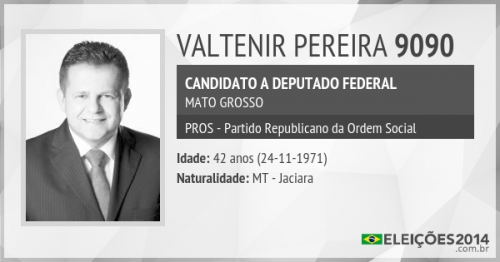 VALTENIR PEREIRA 9090
CANDIDATO A DEPUTADO FEDERAL
MATO GROSSO
PROS - Partido Republicano da Ordem Social
Idade: 42 anos (24-11-1971)
Naturalidade: MT - Jaciara
ELEIÇÕES2014
.com.br